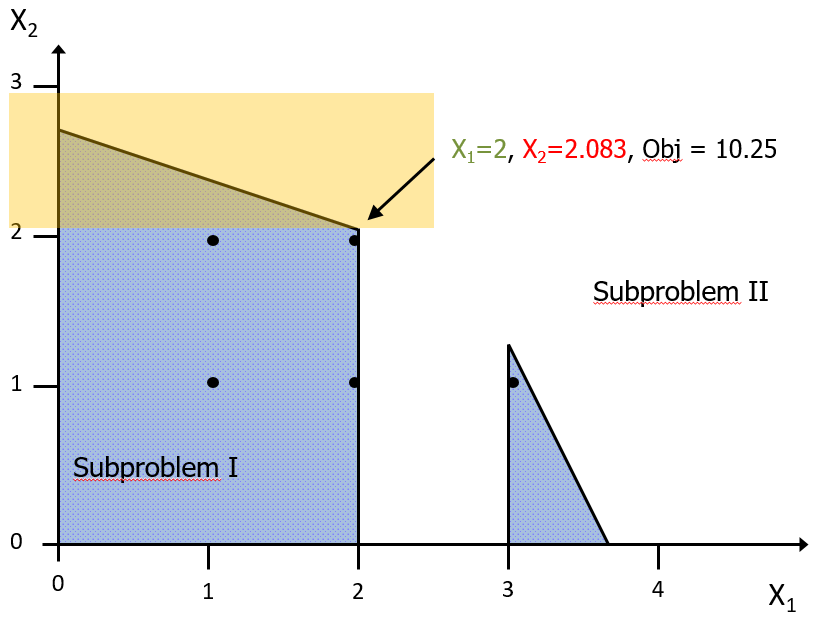 X2
3
X1=2, X2=2.083, Obj = 10.25
2
Subproblem II
1
Subproblem I
0
0 1 2 3 4
X1